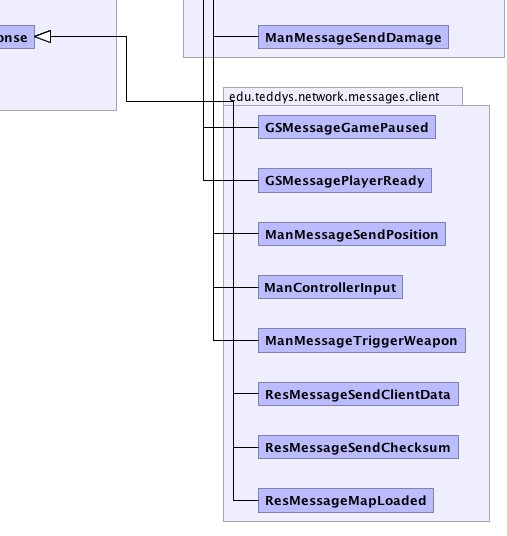 ManMessageSendDamage
onse
edu.teddys.network.messages.client
GSMessageGamePaused
GSMessagePlayerReady
ManMessageSendPosition
ManControllerInput
ManMessageTriggerWeapon
ResMessageSendClientData
ResMessageSendChecksum
ResMessageMapLoaded